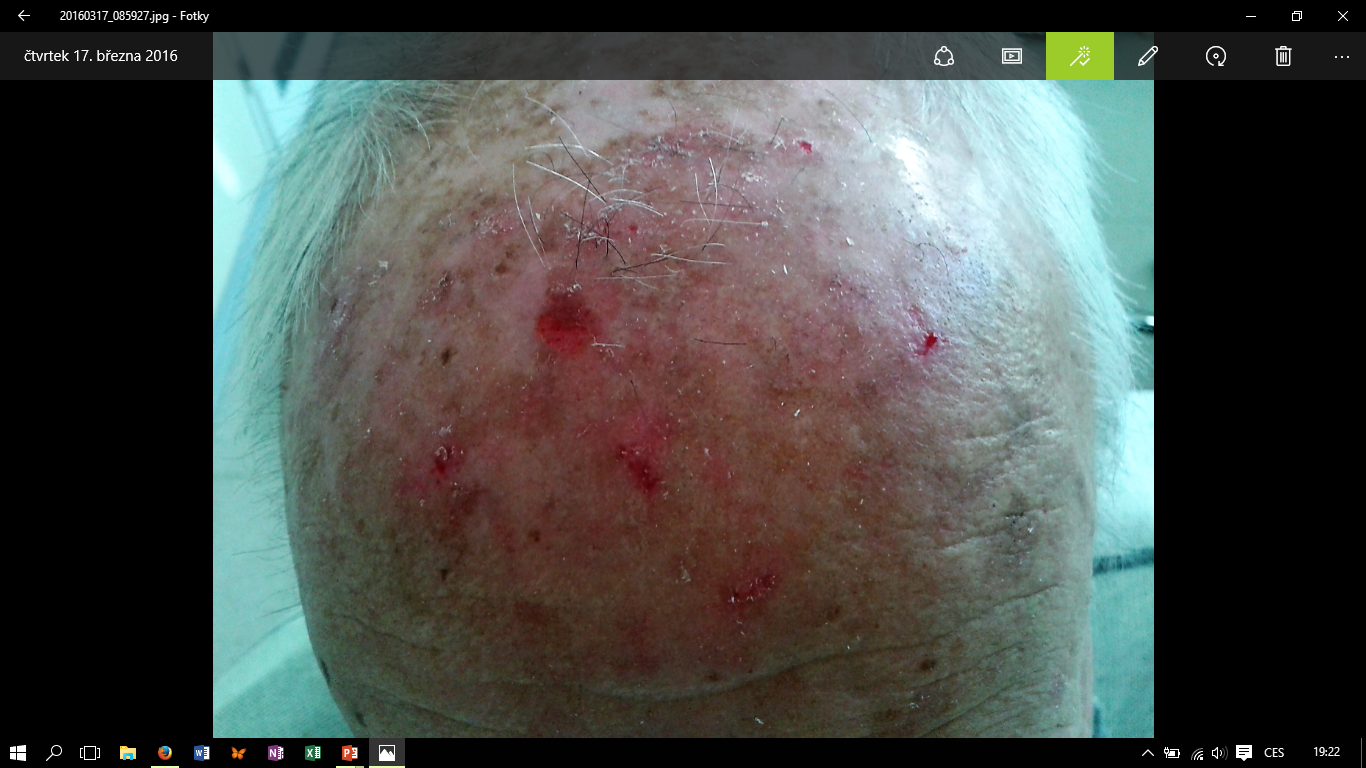 20160317_085927.jpg - Fotky
čtvrtek 17. března 2016
CES
19:22